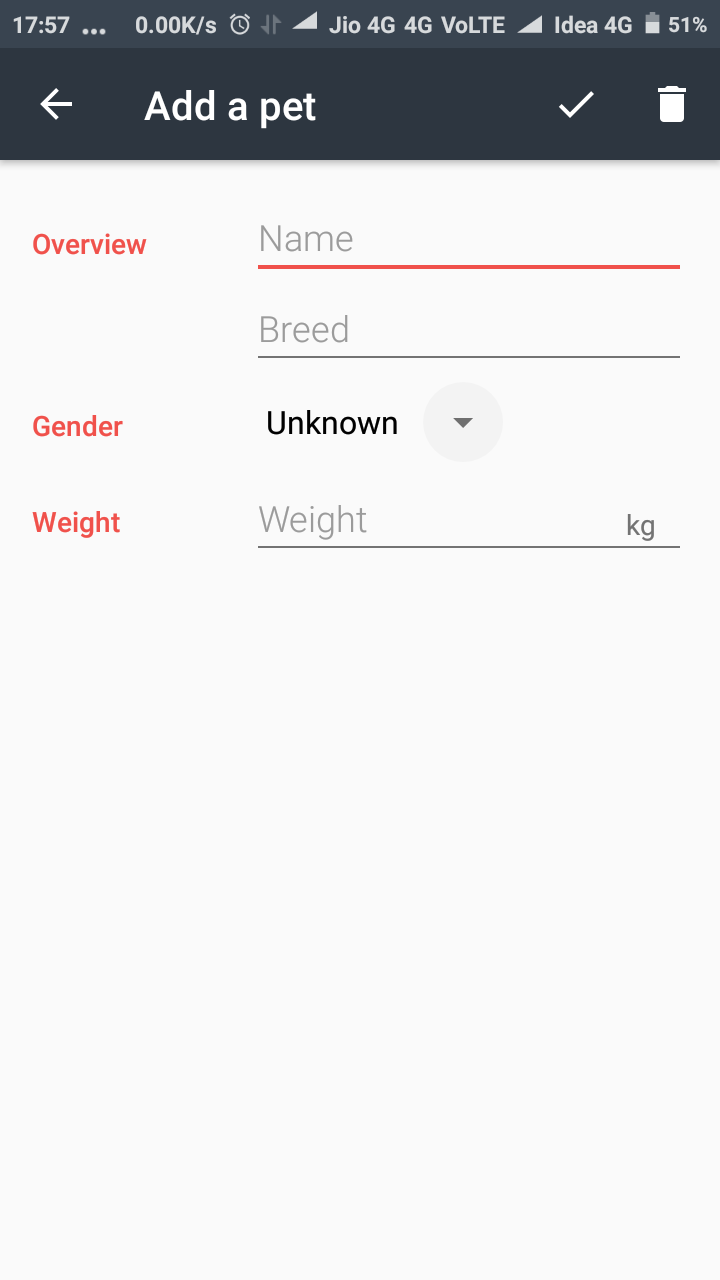 17:57 ... 0.00K/s Jio 4G 4G VoLTE Idea 4G 51%
Add a pet
Overview Name
Breed
Gender Unknown
Weight Weight kg